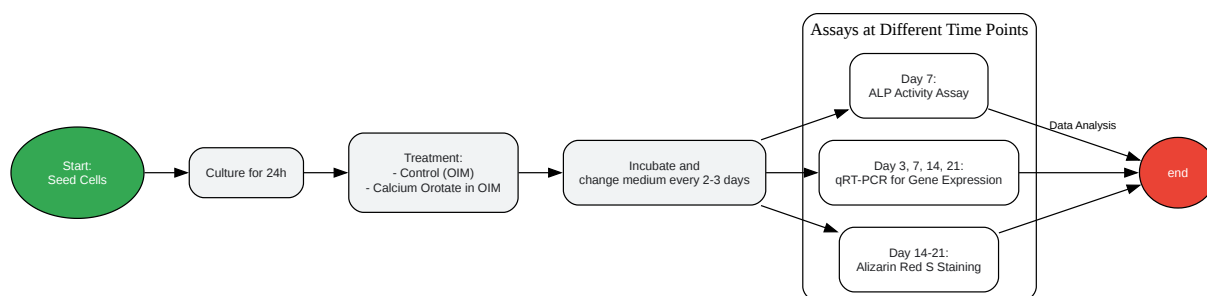 Start:
Seed Cells
Culture for 24h
Treatment:
- Control (OIM)
- Calcium Orotate in OIM
Incubate and
change medium every 2-3 days
Assays at Different Time Points
Day 7:
ALP Activity Assay
Day 3, 7, 14, 21:
qRT-PCR for Gene Expression
Day 14-21:
Alizarin Red S Staining
Data Analysis
end